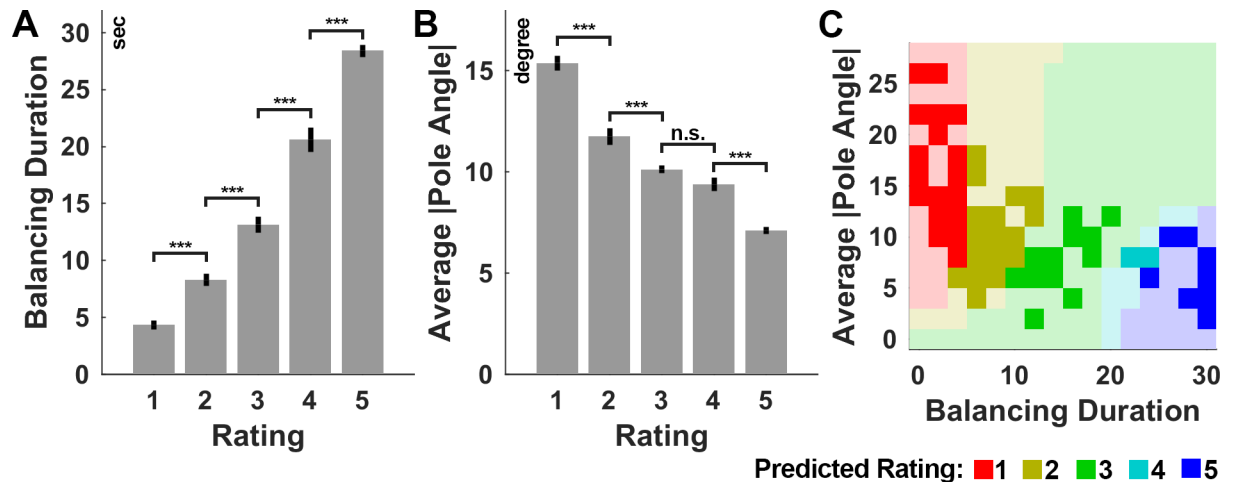 A
Balancing Duration
sec
30
25
20
15
10
5
0
***
***
***
***
1 2 3 4 5
Rating
B
Average |Pole Angle|
degree
15
10
5
0
***
***
n.s.
***
1 2 3 4 5
Rating
C
Average |Pole Angle|
25
20
15
10
5
0
0 10 20 30
Balancing Duration
Predicted Rating: 1 2 3 4 5